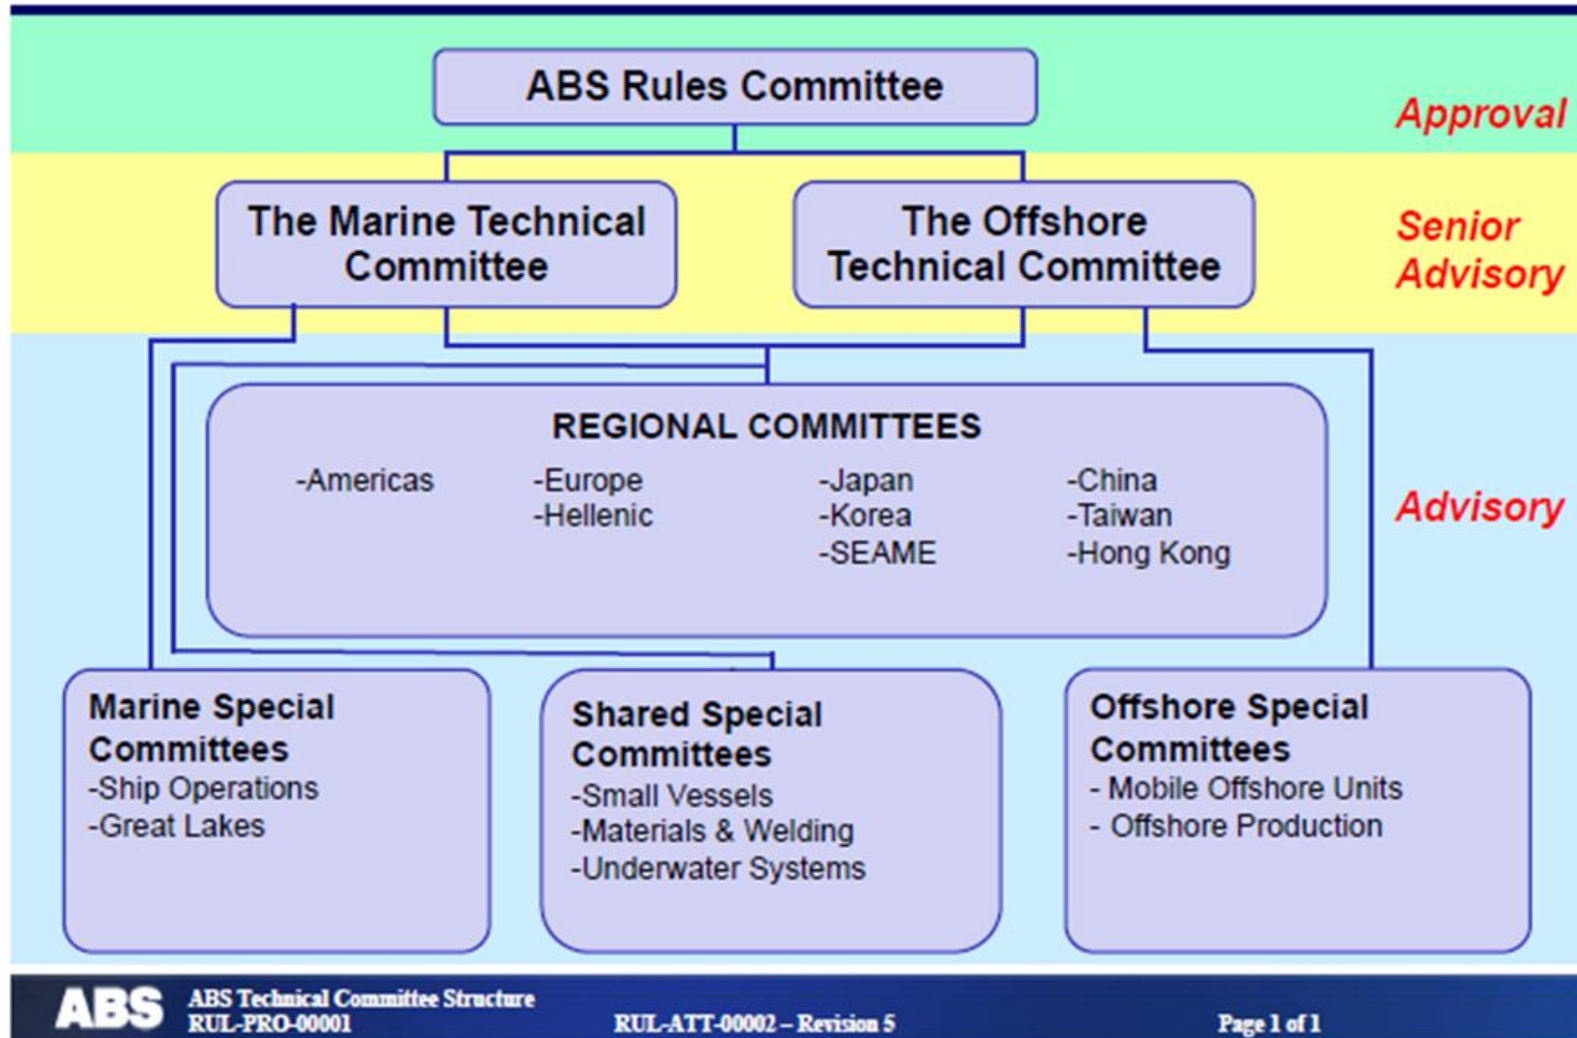 ABS Rules Committee
Approval
The Marine Technical
Committee
The Offshore
Technical Committee
Senior
Advisory
REGIONAL COMMITTEES
-Americas
-Europe
-Hellenic
-Japan
-Korea
-SEAME
-China
-Taiwan
-Hong Kong
Advisory
Marine Special
Committees
-Ship Operations
-Great Lakes
Shared Special
Committees
-Small Vessels
-Materials & Welding
-Underwater Systems
Offshore Special
Committees
- Mobile Offshore Units
- Offshore Production
ABS
ABS Technical Committee Structure
RUL-PRO-00001
RUL-ATT-00002 – Revision 5
Page 1 of 1